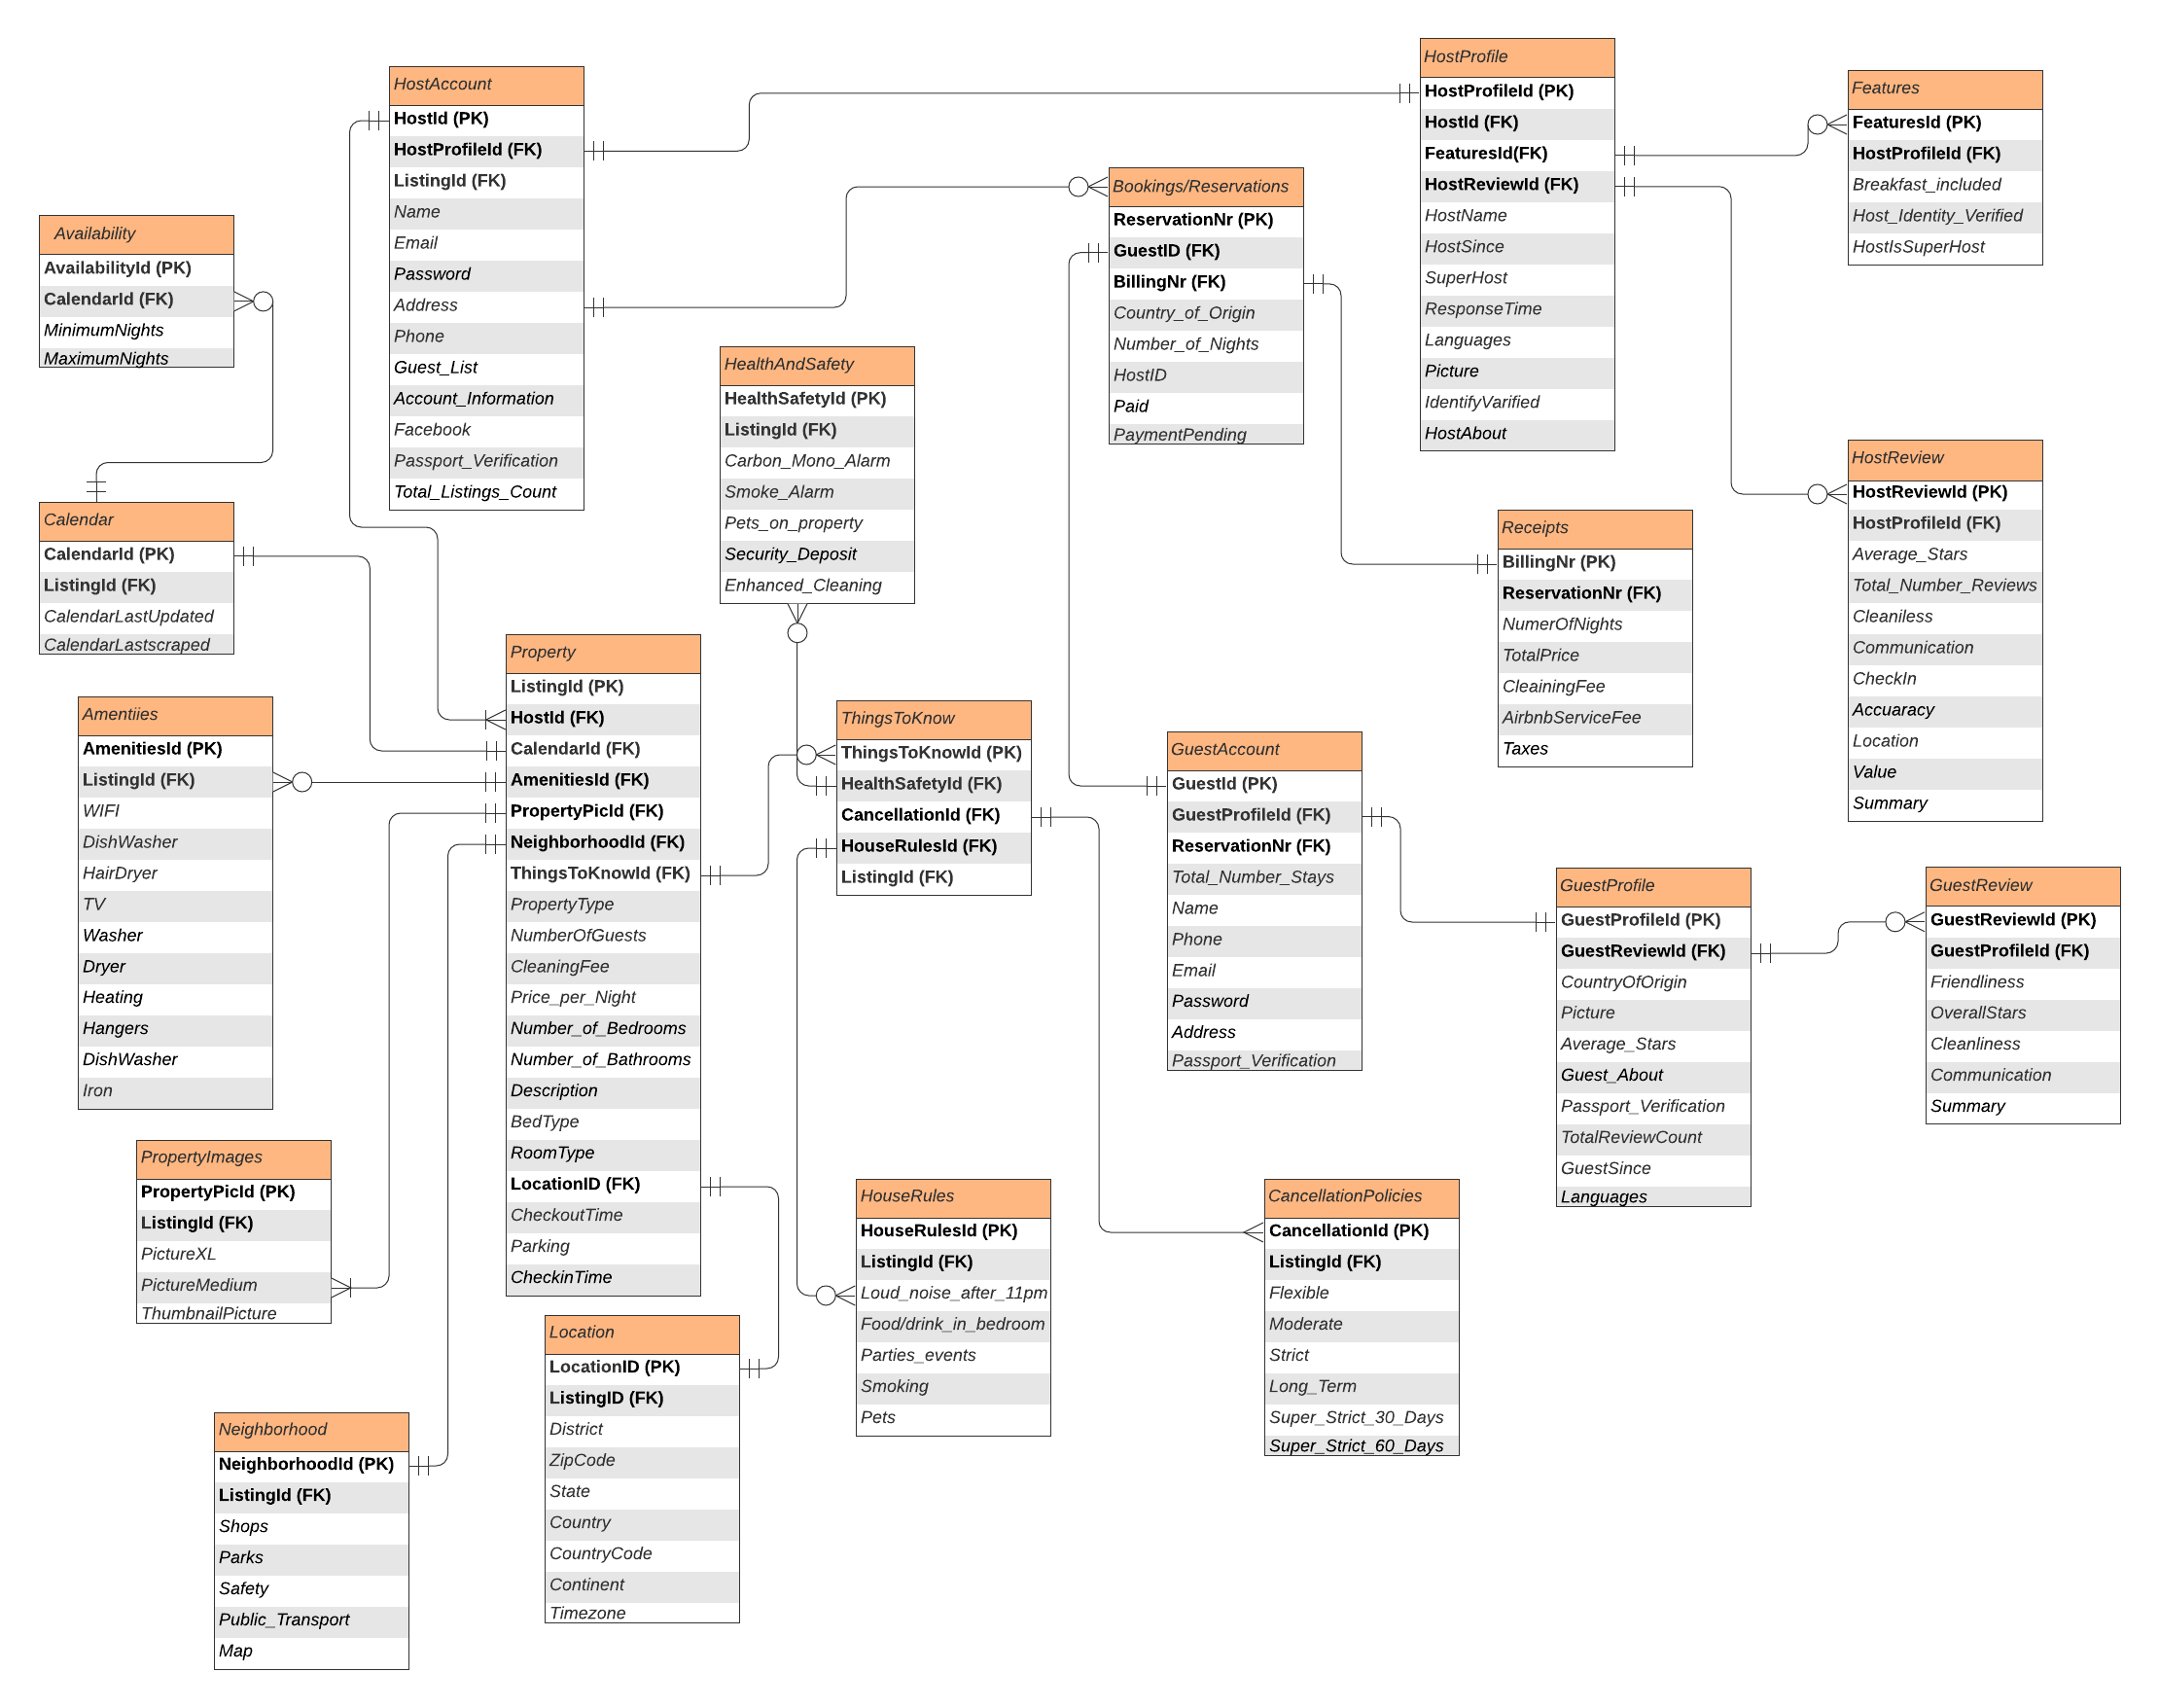 HostAccount
HostId (PK)
HostProfileId (FK)
ListingId (FK)
Name
Email
Password
Address
Phone
Guest_List
Account_Information
Facebook
Passport_Verification
Total_Listings_Count
HostProfile
HostProfileId (PK)
HostId (FK)
FeaturesId(FK)
HostReviewId (FK)
HostName
HostSince
SuperHost
ResponseTime
Languages
Picture
IdentifyVarified
HostAbout
Features
FeaturesId (PK)
HostProfileId (FK)
Breakfast_included
Host_Identity_Verified
HostIsSuperHost
Bookings/Reservations
ReservationNr (PK)
GuestID (FK)
BillingNr (FK)
Country_of_Origin
Number_of_Nights
HostID
Paid
PaymentPending
Availability
AvailabilityId (PK)
CalendarId (FK)
MinimumNights
MaximumNights
HealthAndSafety
HealthSafetyId (PK)
ListingId (FK)
Carbon_Mono_Alarm
Smoke_Alarm
Pets_on_property
Security_Deposit
Enhanced_Cleaning
HostReview
HostReviewId (PK)
HostProfileId (FK)
Average_Stars
Total_Number_Reviews
Cleaniless
Communication
CheckIn
Accuaracy
Location
Value
Summary
Calendar
CalendarId (PK)
ListingId (FK)
CalendarLastUpdated
CalendarLastscraped
Receipts
BillingNr (PK)
ReservationNr (FK)
NumerOfNights
TotalPrice
CleainingFee
AirbnbServiceFee
Taxes
Property
ListingId (PK)
HostId (FK)
CalendarId (FK)
AmenitiesId (FK)
PropertyPicId (FK)
NeighborhoodId (FK)
ThingsToKnowId (FK)
PropertyType
NumberOfGuests
CleaningFee
Price_per_Night
Number_of_Bedrooms
Number_of_Bathrooms
Description
BedType
RoomType
LocationID (FK)
CheckoutTime
Parking
CheckinTime
Amentiies
AmenitiesId (PK)
ListingId (FK)
WIFI
DishWasher
HairDryer
TV
Washer
Dryer
Heating
Hangers
DishWasher
Iron
ThingsToKnow
ThingsToKnowId (PK)
HealthSafetyId (FK)
CancellationId (FK)
HouseRulesId (FK)
ListingId (FK)
GuestAccount
GuestId (PK)
GuestProfileId (FK)
ReservationNr (FK)
Total_Number_Stays
Name
Phone
Email
Password
Address
Passport_Verification
GuestProfile
GuestProfileId (PK)
GuestReviewId (FK)
CountryOfOrigin
Picture
Average_Stars
Guest_About
Passport_Verification
TotalReviewCount
GuestSince
Languages
GuestReview
GuestReviewId (PK)
GuestProfileId (FK)
Friendliness
OverallStars
Cleanliness
Communication
Summary
PropertyImages
PropertyPicId (PK)
ListingId (FK)
PictureXL
PictureMedium
ThumbnailPicture
HouseRules
HouseRulesId (PK)
ListingId (FK)
Loud_noise_after_11pm
Food/drink_in_bedroom
Parties_events
Smoking
Pets
CancellationPolicies
CancellationId (PK)
ListingId (FK)
Flexible
Moderate
Strict
Long_Term
Super_Strict_30_Days
Super_Strict_60_Days
Location
LocationID (PK)
ListingID (FK)
District
ZipCode
State
Country
CountryCode
Continent
Timezone
Neighborhood
NeighborhoodId (PK)
ListingId (FK)
Shops
Parks
Safety
Public_Transport
Map